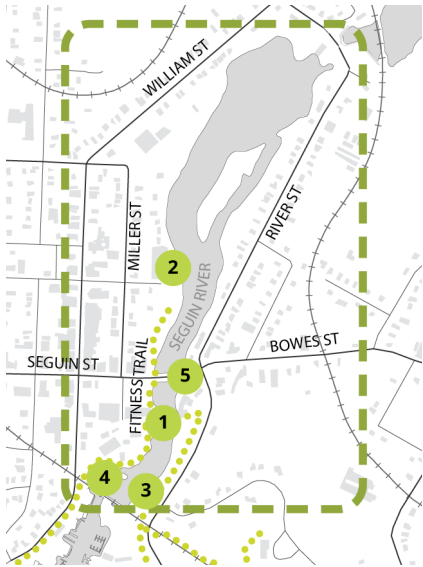 WILLIAM ST
RIVER ST
MILLER ST
2
SEGUIN RIVER
BOWES ST
SEGUIN ST
FITNESS TRAIL
5
1
4
3